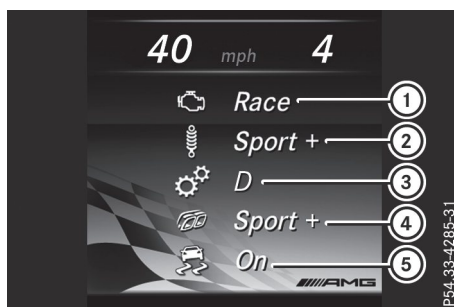 40 mph 4
Race 1
Sport + 2
D 3
Sport + 4
On 5
AMG
P54.33-4285-31